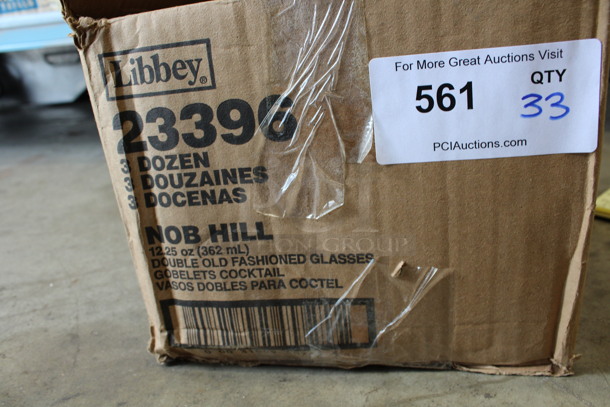 Libbey®
23396
3 DOZEN
3 DOUZAINES
3 DOCENAS
NOB HILL
12.25 oz (362 mL)
DOUBLE OLD FASHIONED GLASSES
GOBELETS COCKTAIL
VASOS DOBLES PARA COCTEL
For More Great Auctions Visit
561
QTY
33
PCIAuctions.com